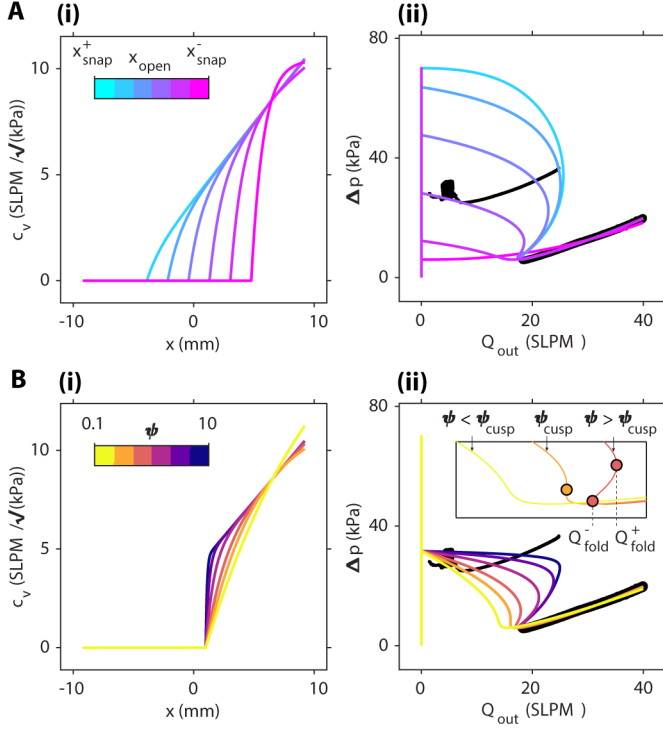 A (i) (ii)
x⁺snap xopen x⁻snap
cv (SLPM /√(kPa))
10
5
0
-10 0 10
x (mm)
Δp (kPa)
80
40
0
0 20 40
Qout (SLPM)
B (i) (ii)
0.1 ψ 10
cv (SLPM /√(kPa))
10
5
0
-10 0 10
x (mm)
Δp (kPa)
80
40
0
ψ < ψcusp ψcusp ψ > ψcusp
Q⁻fold Q⁺fold
0 20 40
Qout (SLPM)